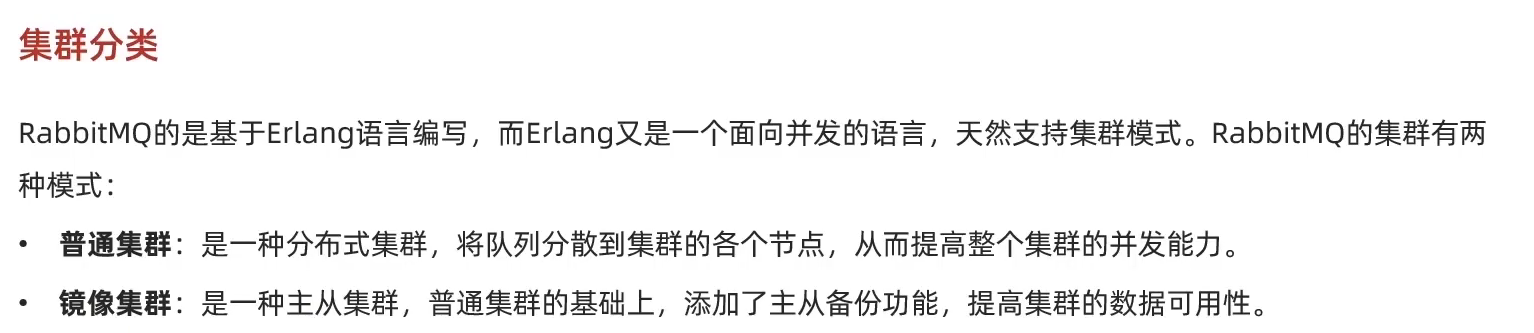 集群分类
RabbitMQ的是基于Erlang语言编写，而Erlang又是一个面向并发的语言，天然支持集群模式。RabbitMQ的集群有两
种模式：
• 普通集群：是一种分布式集群，将队列分散到集群的各个节点，从而提高整个集群的并发能力。
• 镜像集群：是一种主从集群，普通集群的基础上，添加了主从备份功能，提高集群的数据可用性。